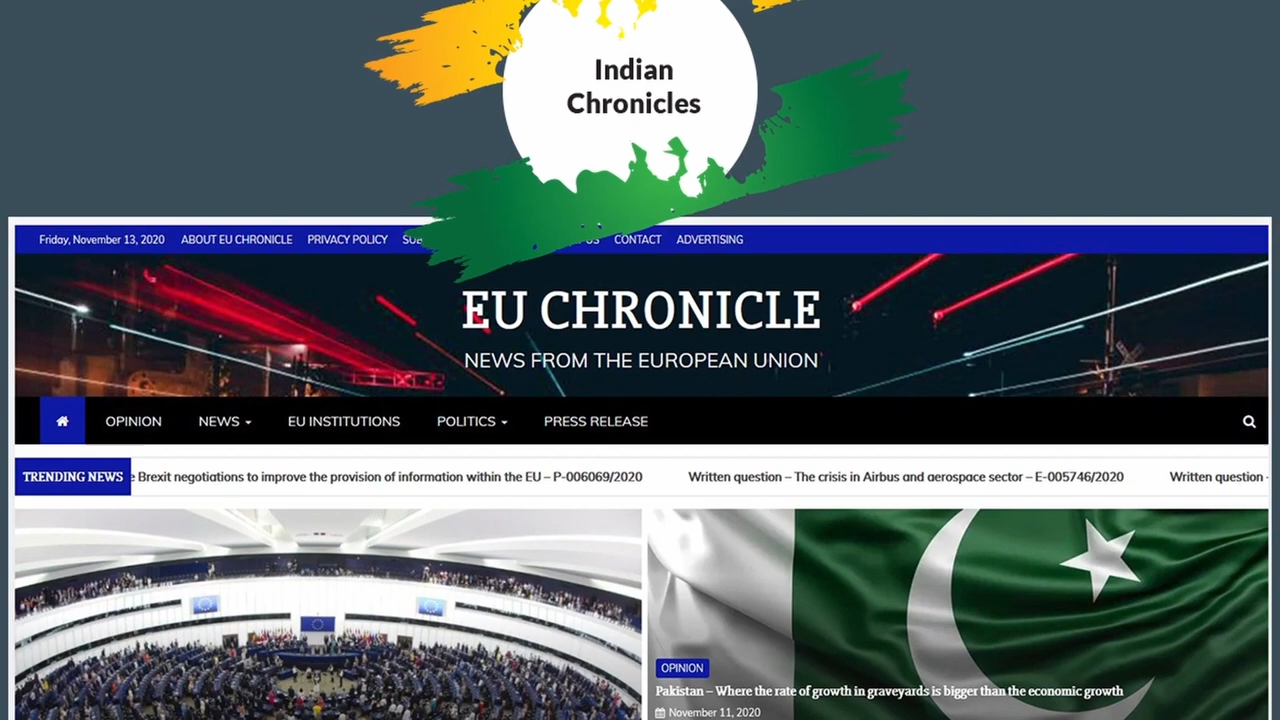 Indian
Chronicles
Friday, November 13, 2020 ABOUT EU CHRONICLE PRIVACY POLICY US CONTACT ADVERTISING
EU CHRONICLE
NEWS FROM THE EUROPEAN UNION
OPINION NEWS EU INSTITUTIONS POLITICS PRESS RELEASE
TRENDING NEWS Brexit negotiations to improve the provision of information within the EU – P-006069/2020 Written question – The crisis in Airbus and aerospace sector – E-005746/2020 Written question -
OPINION
Pakistan – Where the rate of growth in graveyards is bigger than the economic growth
November 11, 2020